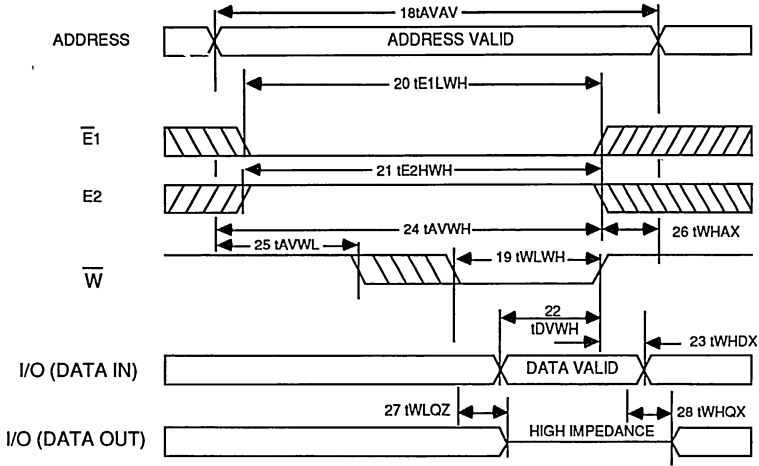 18tAVAV
ADDRESS
ADDRESS VALID
20 tE1LWH
E1
21 tE2HWH
E2
24 tAVWH
26 tWHAX
25 tAVWL
19 tWLWH
W
22
tDVWH
23 tWHDX
I/O (DATA IN)
DATA VALID
27 tWLQZ
28 tWHQX
I/O (DATA OUT)
HIGH IMPEDANCE